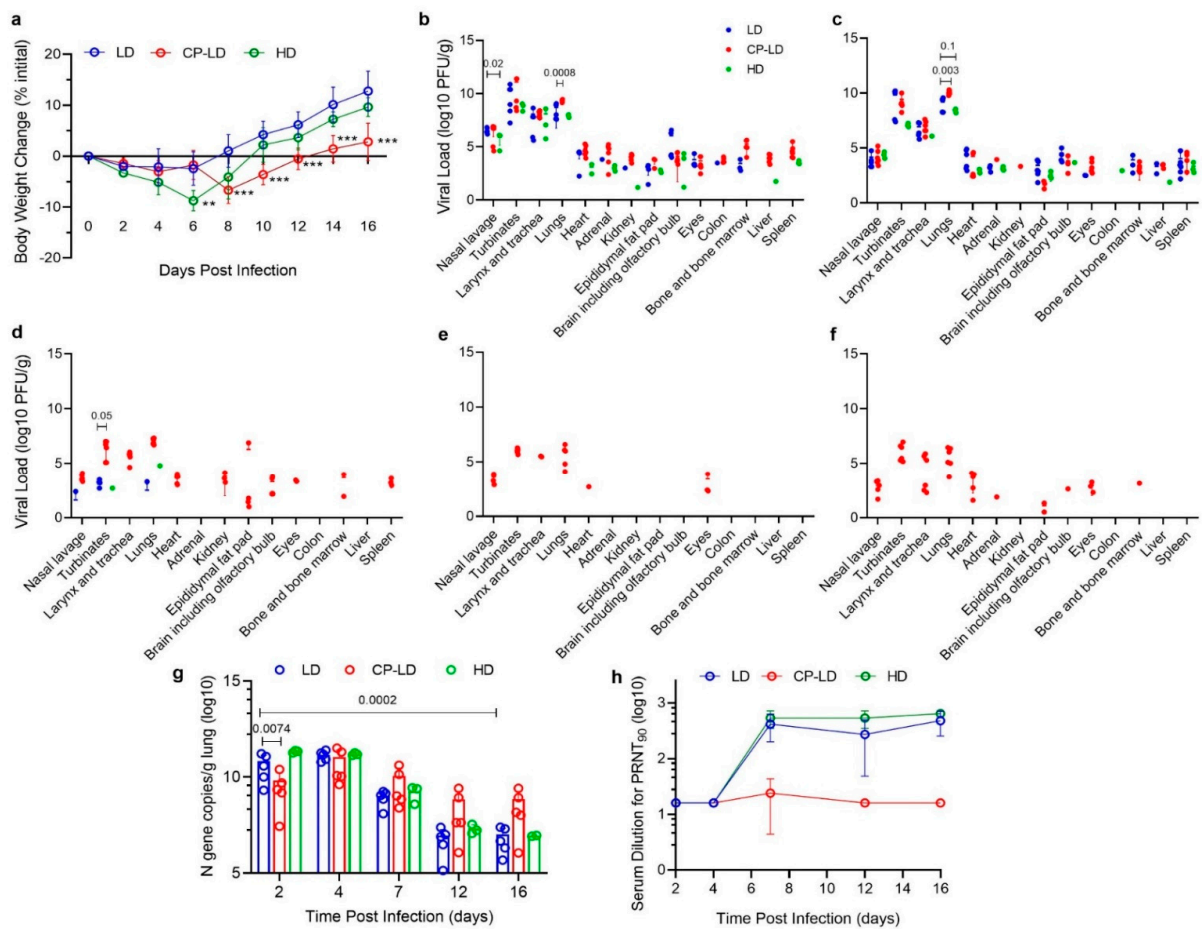 a
LD CP-LD HD
Body Weight Change (% intital)
20
10
0
-10
-20
0 2 4 6 8 10 12 14 16
** *** *** *** *** ***
Days Post Infection
b
Viral Load (log10 PFU/g)
15
10
5
0
0.02
0.0008
LD
CP-LD
HD
Nasal lavage
Turbinates
Larynx and trachea
Lungs
Heart
Adrenal
Kidney
Epididymal fat pad
Brain including olfactory bulb
Eyes
Colon
Bone and bone marrow
Liver
Spleen
c
15
10
5
0
0.1
0.003
Nasal lavage
Turbinates
Larynx and trachea
Lungs
Heart
Adrenal
Kidney
Epididymal fat pad
Brain including olfactory bulb
Eyes
Colon
Bone and bone marrow
Liver
Spleen
d
Viral Load (log10 PFU/g)
15
10
5
0
0.05
Nasal lavage
Turbinates
Larynx and trachea
Lungs
Heart
Adrenal
Kidney
Epididymal fat pad
Brain including olfactory bulb
Eyes
Colon
Bone and bone marrow
Liver
Spleen
e
15
10
5
0
Nasal lavage
Turbinates
Larynx and trachea
Lungs
Heart
Adrenal
Kidney
Epididymal fat pad
Brain including olfactory bulb
Eyes
Colon
Bone and bone marrow
Liver
Spleen
f
15
10
5
0
Nasal lavage
Turbinates
Larynx and trachea
Lungs
Heart
Adrenal
Kidney
Epididymal fat pad
Brain including olfactory bulb
Eyes
Colon
Bone and bone marrow
Liver
Spleen
g
LD CP-LD HD
N gene copies/g lung (log10)
15
10
5
0.0002
0.0074
2 4 7 12 16
Time Post Infection (days)
h
LD CP-LD HD
Serum Dilution for PRNT90 (log10)
3
2
1
0
2 4 6 8 10 12 14 16
Time Post Infection (days)